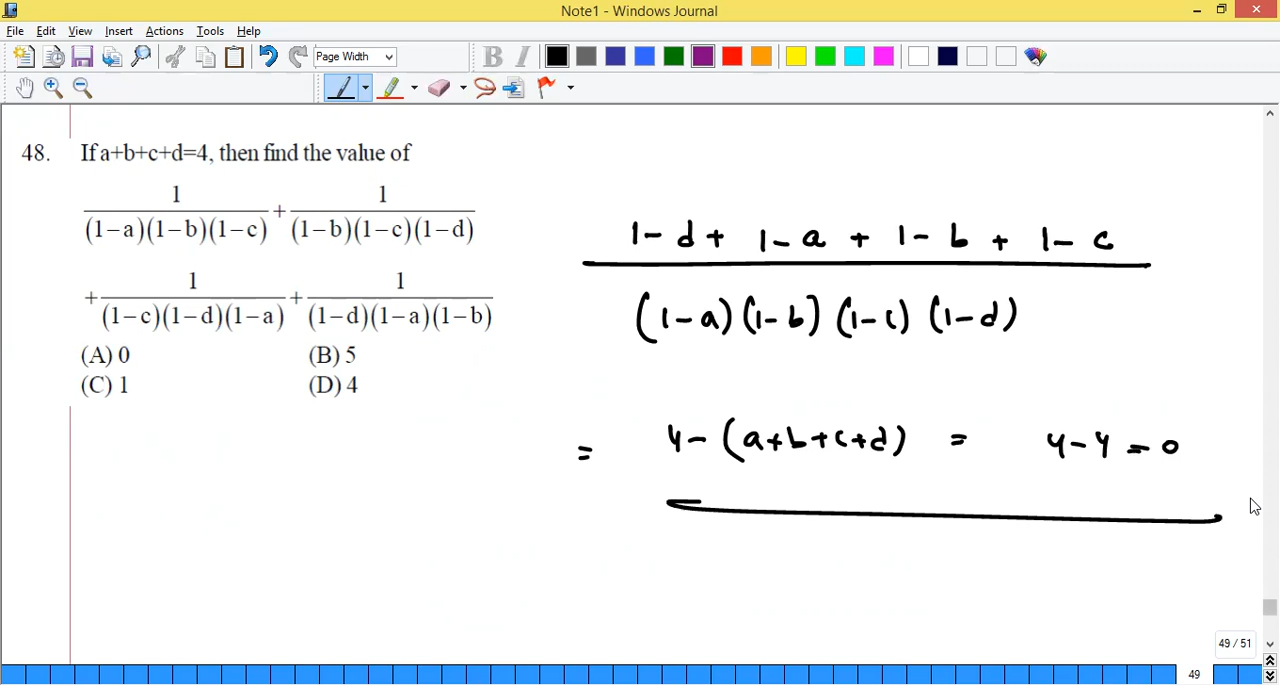 Note1 - Windows Journal
File Edit View Insert Actions Tools Help
Page Width
B I
48. If a+b+c+d=4, then find the value of
1/((1−a)(1−b)(1−c)) + 1/((1−b)(1−c)(1−d))
+ 1/((1−c)(1−d)(1−a)) + 1/((1−d)(1−a)(1−b))
(A) 0 (B) 5
(C) 1 (D) 4
1-d+ 1-a + 1-b + 1-c
(1-a)(1-b)(1-c)(1-d)
= 4-(a+b+c+d) = 4-4=0
49 / 51
49